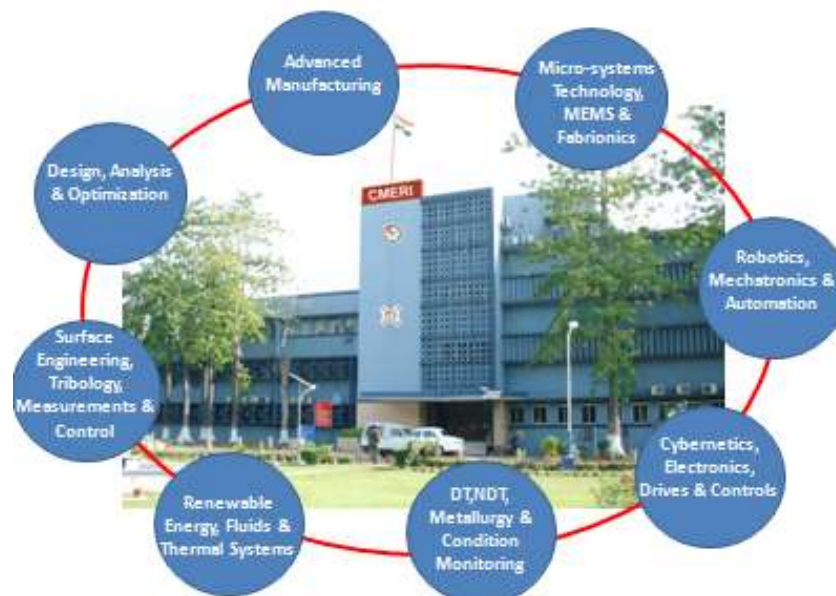 Advanced
Manufacturing
Micro-systems
Technology,
MEMS &
Fabrionics
Design, Analysis
& Optimization
CMERI
Robotics,
Mechatronics &
Automation
Surface
Engineering,
Tribology,
Measurements &
Control
Cybernetics,
Electronics,
Drives & Controls
Renewable
Energy, Fluids &
Thermal Systems
DT,NDT,
Metallurgy &
Condition
Monitoring